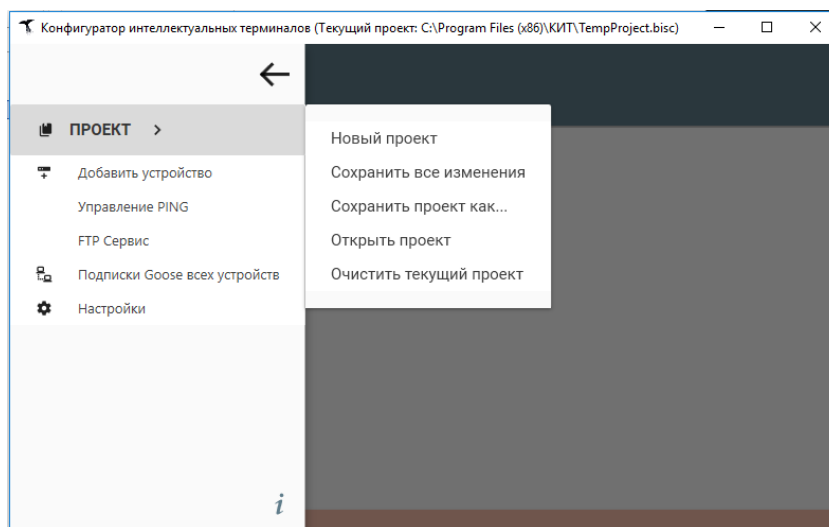 Конфигуратор интеллектуальных терминалов (Текущий проект: C:\Program Files (x86)\КИТ\TempProject.bisc)
ПРОЕКТ
Добавить устройство
Управление PING
FTP Сервис
Подписки Goose всех устройств
Настройки
Новый проект
Сохранить все изменения
Сохранить проект как...
Открыть проект
Очистить текущий проект
i